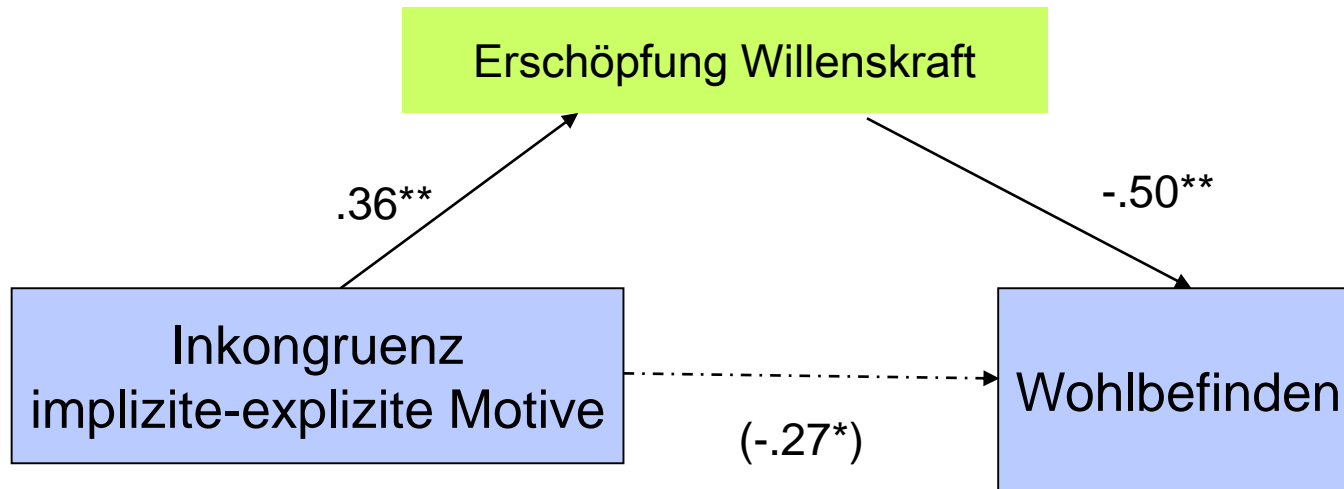 Erschöpfung Willenskraft
.36**
-.50**
Inkongruenz
implizite-explizite Motive
(-.27*)
Wohlbefinden